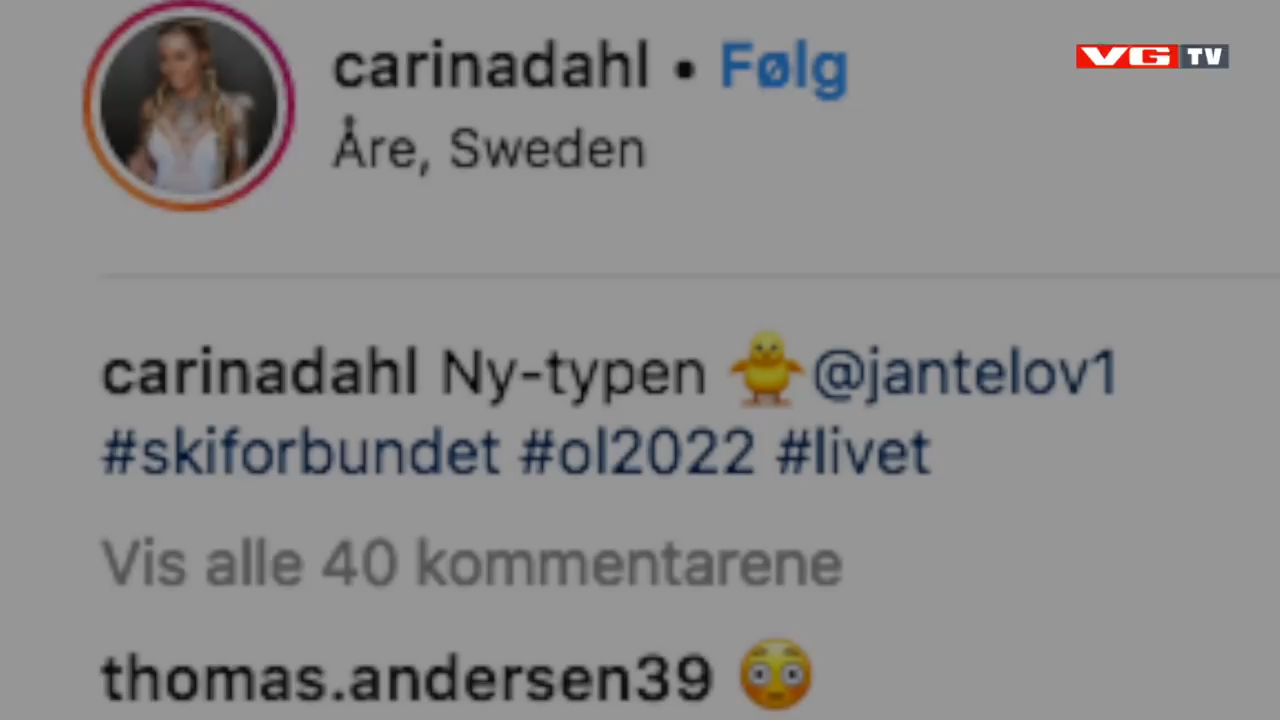 carinadahl • Følg
VG TV
Åre, Sweden
carinadahl Ny-typen 🐥@jantelov1
#skiforbundet #ol2022 #livet
Vis alle 40 kommentarene
thomas.andersen39 😳